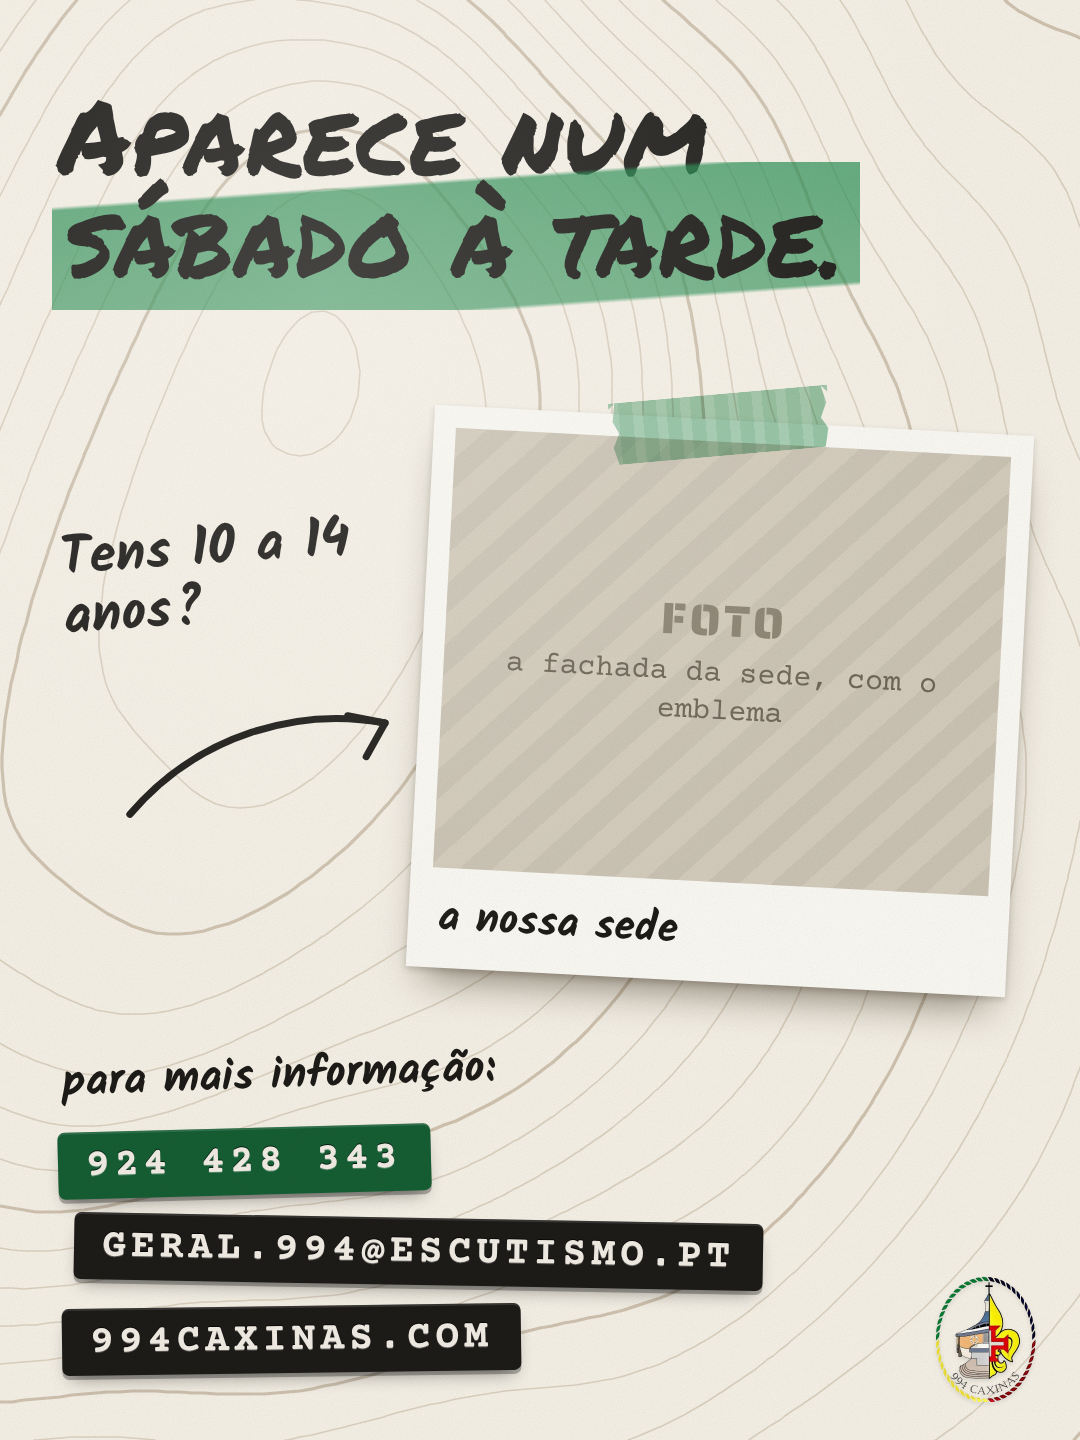 APARECE NUM
SÁBADO À TARDE.
Tens 10 a 14
anos?
FOTO
a fachada da sede, com o
emblema
a nossa sede
para mais informação:
924 428 343
GERAL.994@ESCUTISMO.PT
994CAXINAS.COM
994 CAXINAS